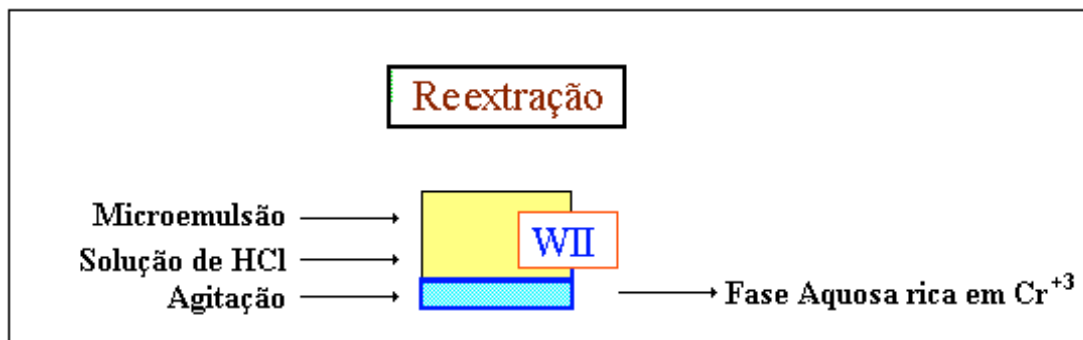 Reextração
Microemulsão
WII
Solução de HCl
Agitação
Fase Aquosa rica em Cr⁺³